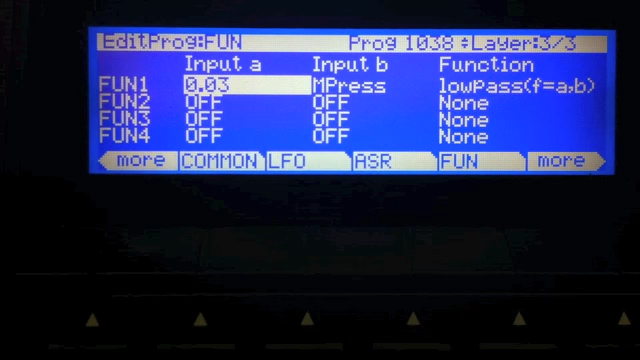 EditProg:FUN Prog 1038 Layer:3/3
Input a Input b Function
FUN1 0.03 MPress lowPass(f=a,b)
FUN2 OFF OFF None
FUN3 OFF OFF None
FUN4 OFF OFF None
more COMMON LFO ASR FUN more